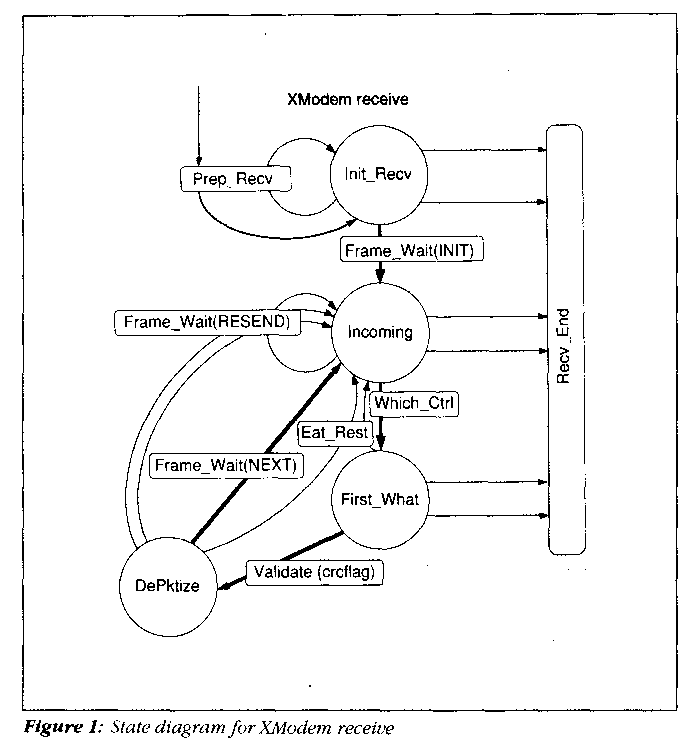 XModem receive
Prep_Recv
Init_Recv
Frame_Wait(INIT)
Frame_Wait(RESEND)
Incoming
Recv_End
Which_Ctrl
Eat_Rest
Frame_Wait(NEXT)
First_What
Validate (crcflag)
DePktize
Figure 1: State diagram for XModem receive